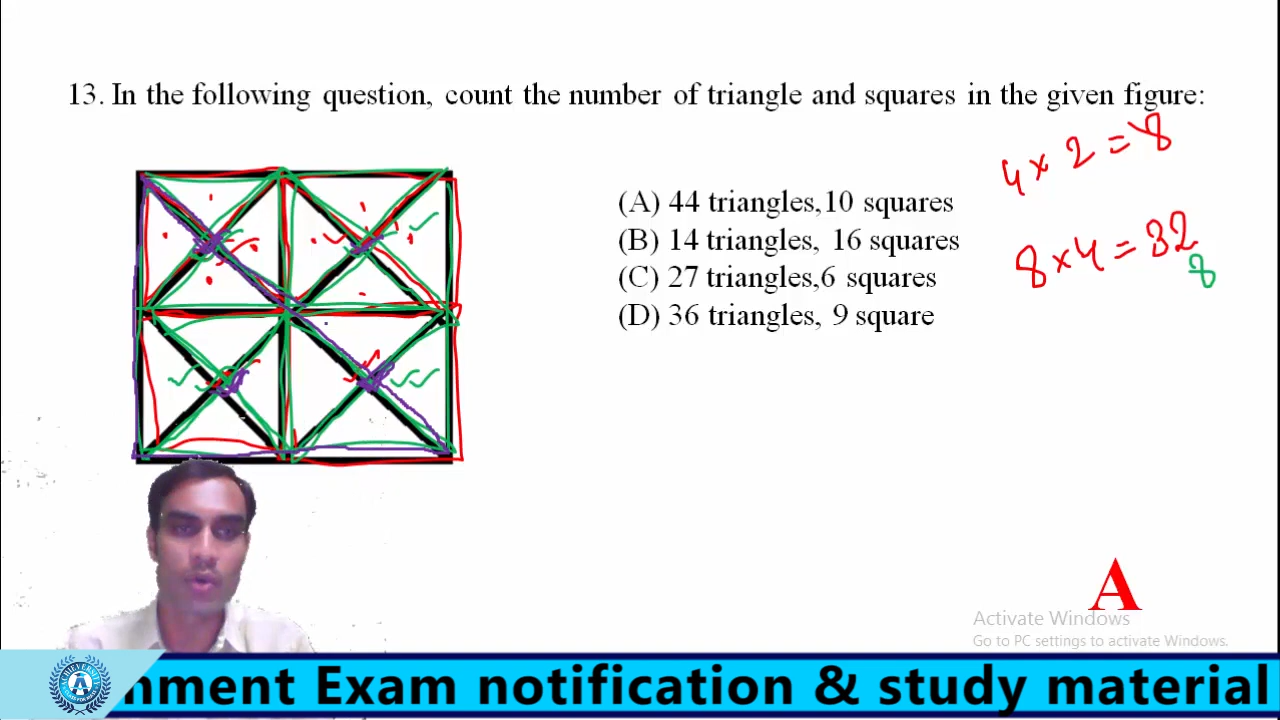 13. In the following question, count the number of triangle and squares in the given figure:
4 x 2 = 8
(A) 44 triangles,10 squares
(B) 14 triangles, 16 squares
8 x 4 = 32
8
(C) 27 triangles,6 squares
(D) 36 triangles, 9 square
A
Activate Windows
Go to PC settings to activate Windows.
nment Exam notification & study material